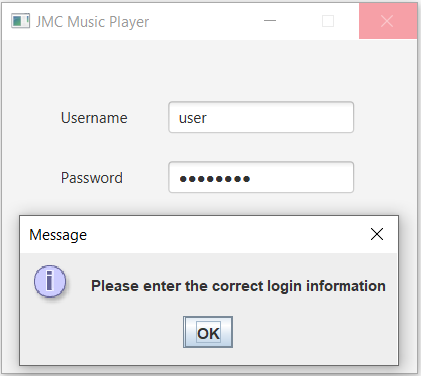 JMC Music Player
Username
user
Password
Message
Please enter the correct login information
OK